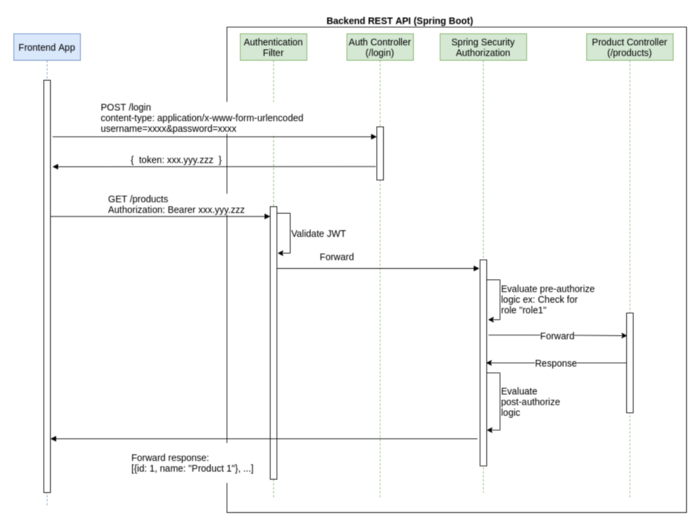 Backend REST API (Spring Boot)
Frontend App
Authentication
Filter
Auth Controller
(/login)
Spring Security
Authorization
Product Controller
(/products)
POST /login
content-type: application/x-www-form-urlencoded
username=xxxx&password=xxxx
{ token: xxx.yyy.zzz }
GET /products
Authorization: Bearer xxx.yyy.zzz
Validate JWT
Forward
Evaluate pre-authorize
logic ex: Check for
role "role1"
Forward
Response
Evaluate
post-authorize
logic
Forward response:
[{id: 1, name: "Product 1"}, ...]